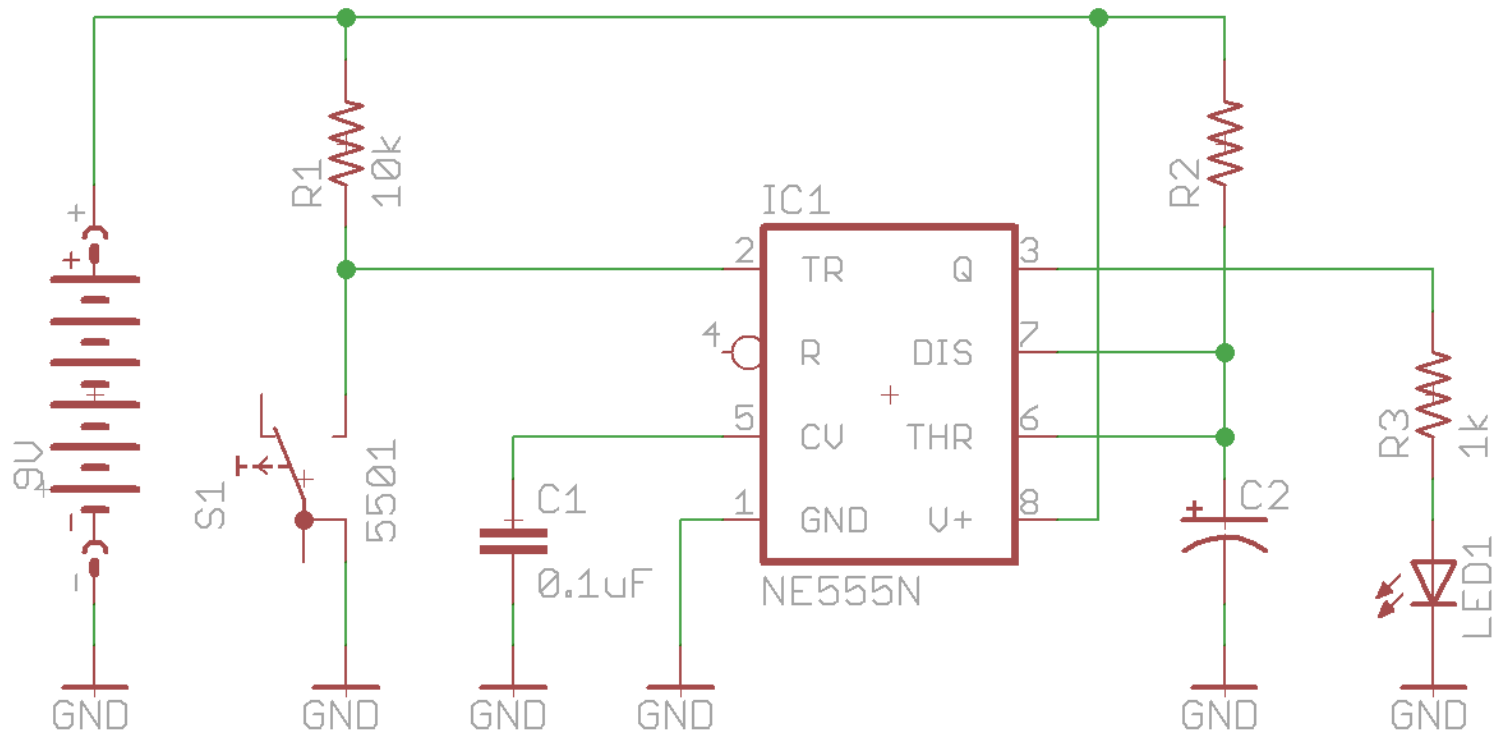 R1
10k
R2
IC1
2
TR
Q
3
4
R
DIS
7
5
CV
THR
6
1
GND
V+
8
NE555N
+
+
9V
-
-
S1
5501
C1
0.1uF
+
C2
R3
1k
LED1
GND
GND
GND
GND
GND
GND